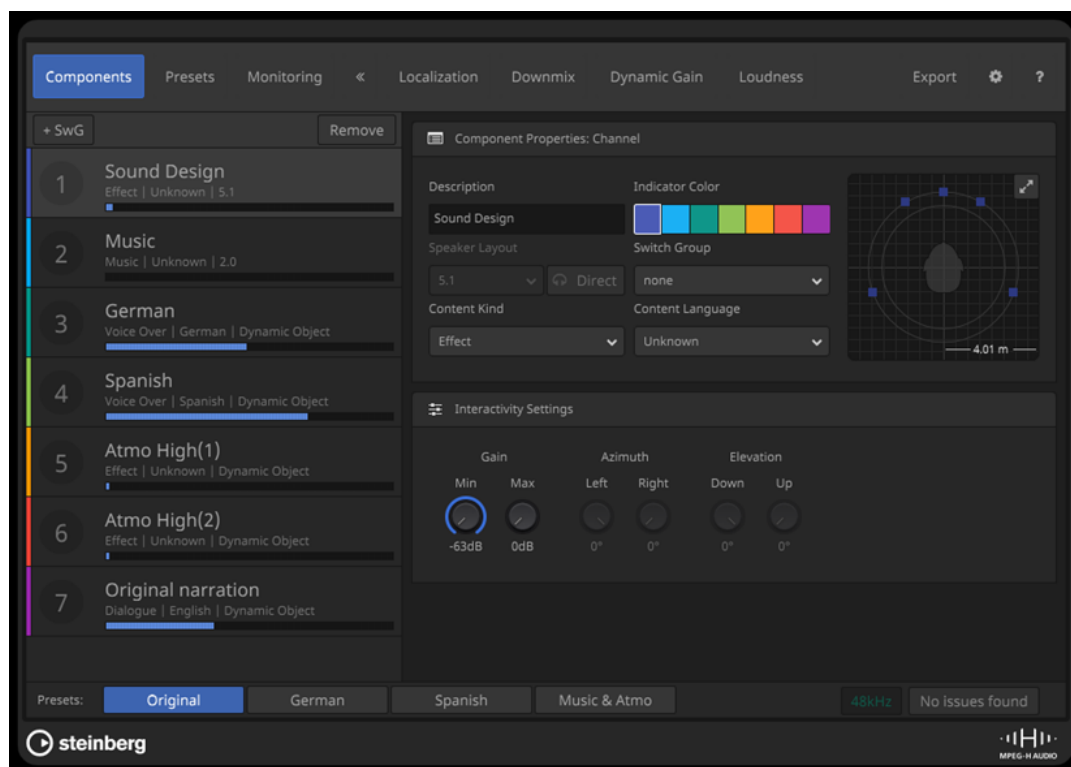 Components Presets Monitoring « Localization Downmix Dynamic Gain Loudness Export ?
+ SwG Remove
1 Sound Design
Effect | Unknown | 5.1
2 Music
Music | Unknown | 2.0
3 German
Voice Over | German | Dynamic Object
4 Spanish
Voice Over | Spanish | Dynamic Object
5 Atmo High(1)
Effect | Unknown | Dynamic Object
6 Atmo High(2)
Effect | Unknown | Dynamic Object
7 Original narration
Dialogue | English | Dynamic Object
Component Properties: Channel
Description Indicator Color
Sound Design
Speaker Layout Switch Group
5.1 Direct none
Content Kind Content Language
Effect Unknown
4.01 m
Interactivity Settings
Gain Azimuth Elevation
Min Max Left Right Down Up
-63dB 0dB 0° 0° 0° 0°
Presets: Original German Spanish Music & Atmo 48kHz No issues found
steinberg
MPEG-H AUDIO